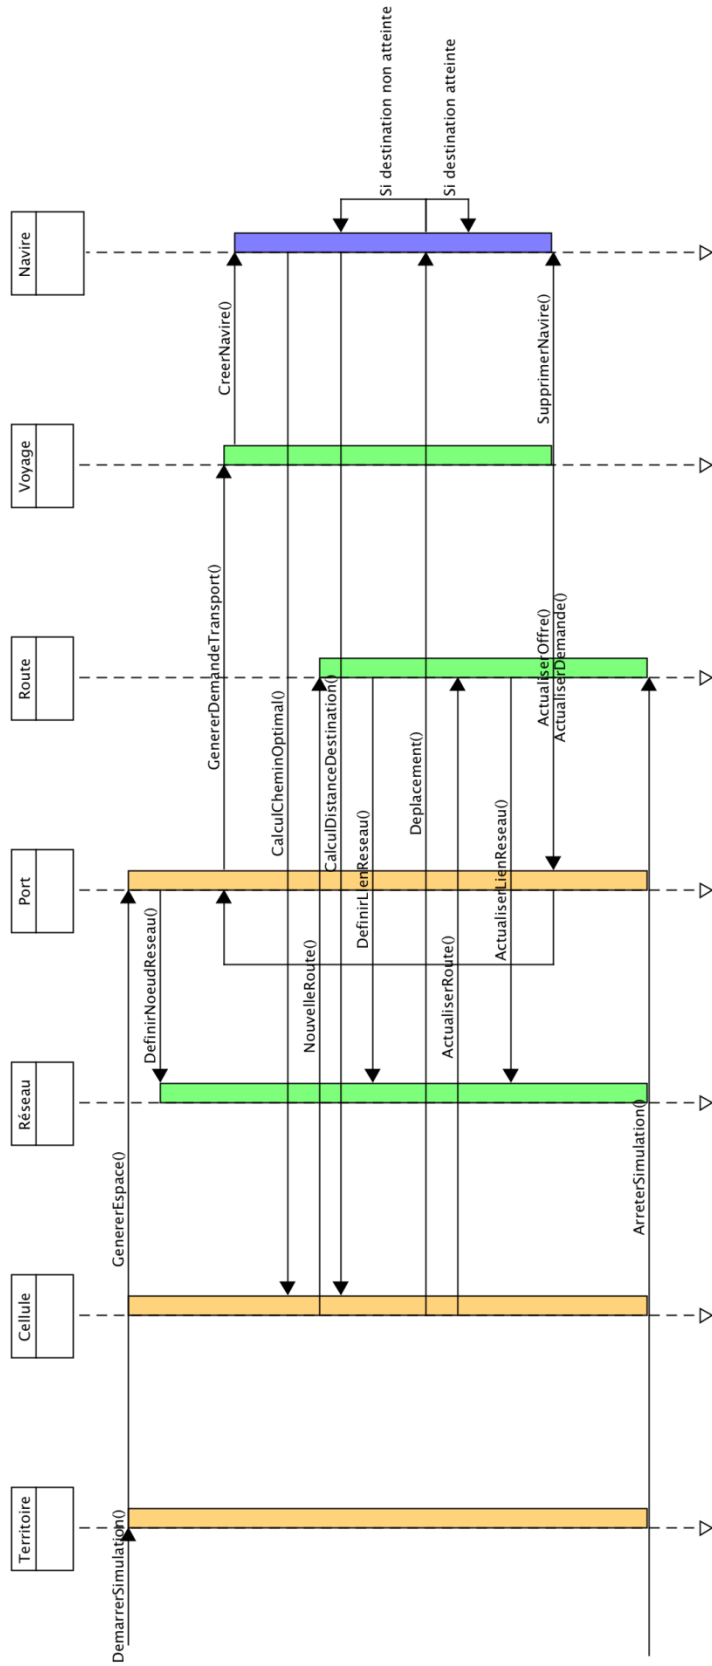 Territoire
Cellule
Réseau
Port
Route
Voyage
Navire
DemarrerSimulation()
GenererEspace()
DefinirNoeudReseau()
GenererDemandeTransport()
CreerNavire()
CalculCheminOptimal()
NouvelleRoute()
CalculDistanceDestination()
Si destination non atteinte
DefinirLienReseau()
Deplacement()
Si destination atteinte
ActualiserRoute()
ActualiserLienReseau()
ActualiserOffre()
ActualiserDemande()
SupprimerNavire()
ArreterSimulation()